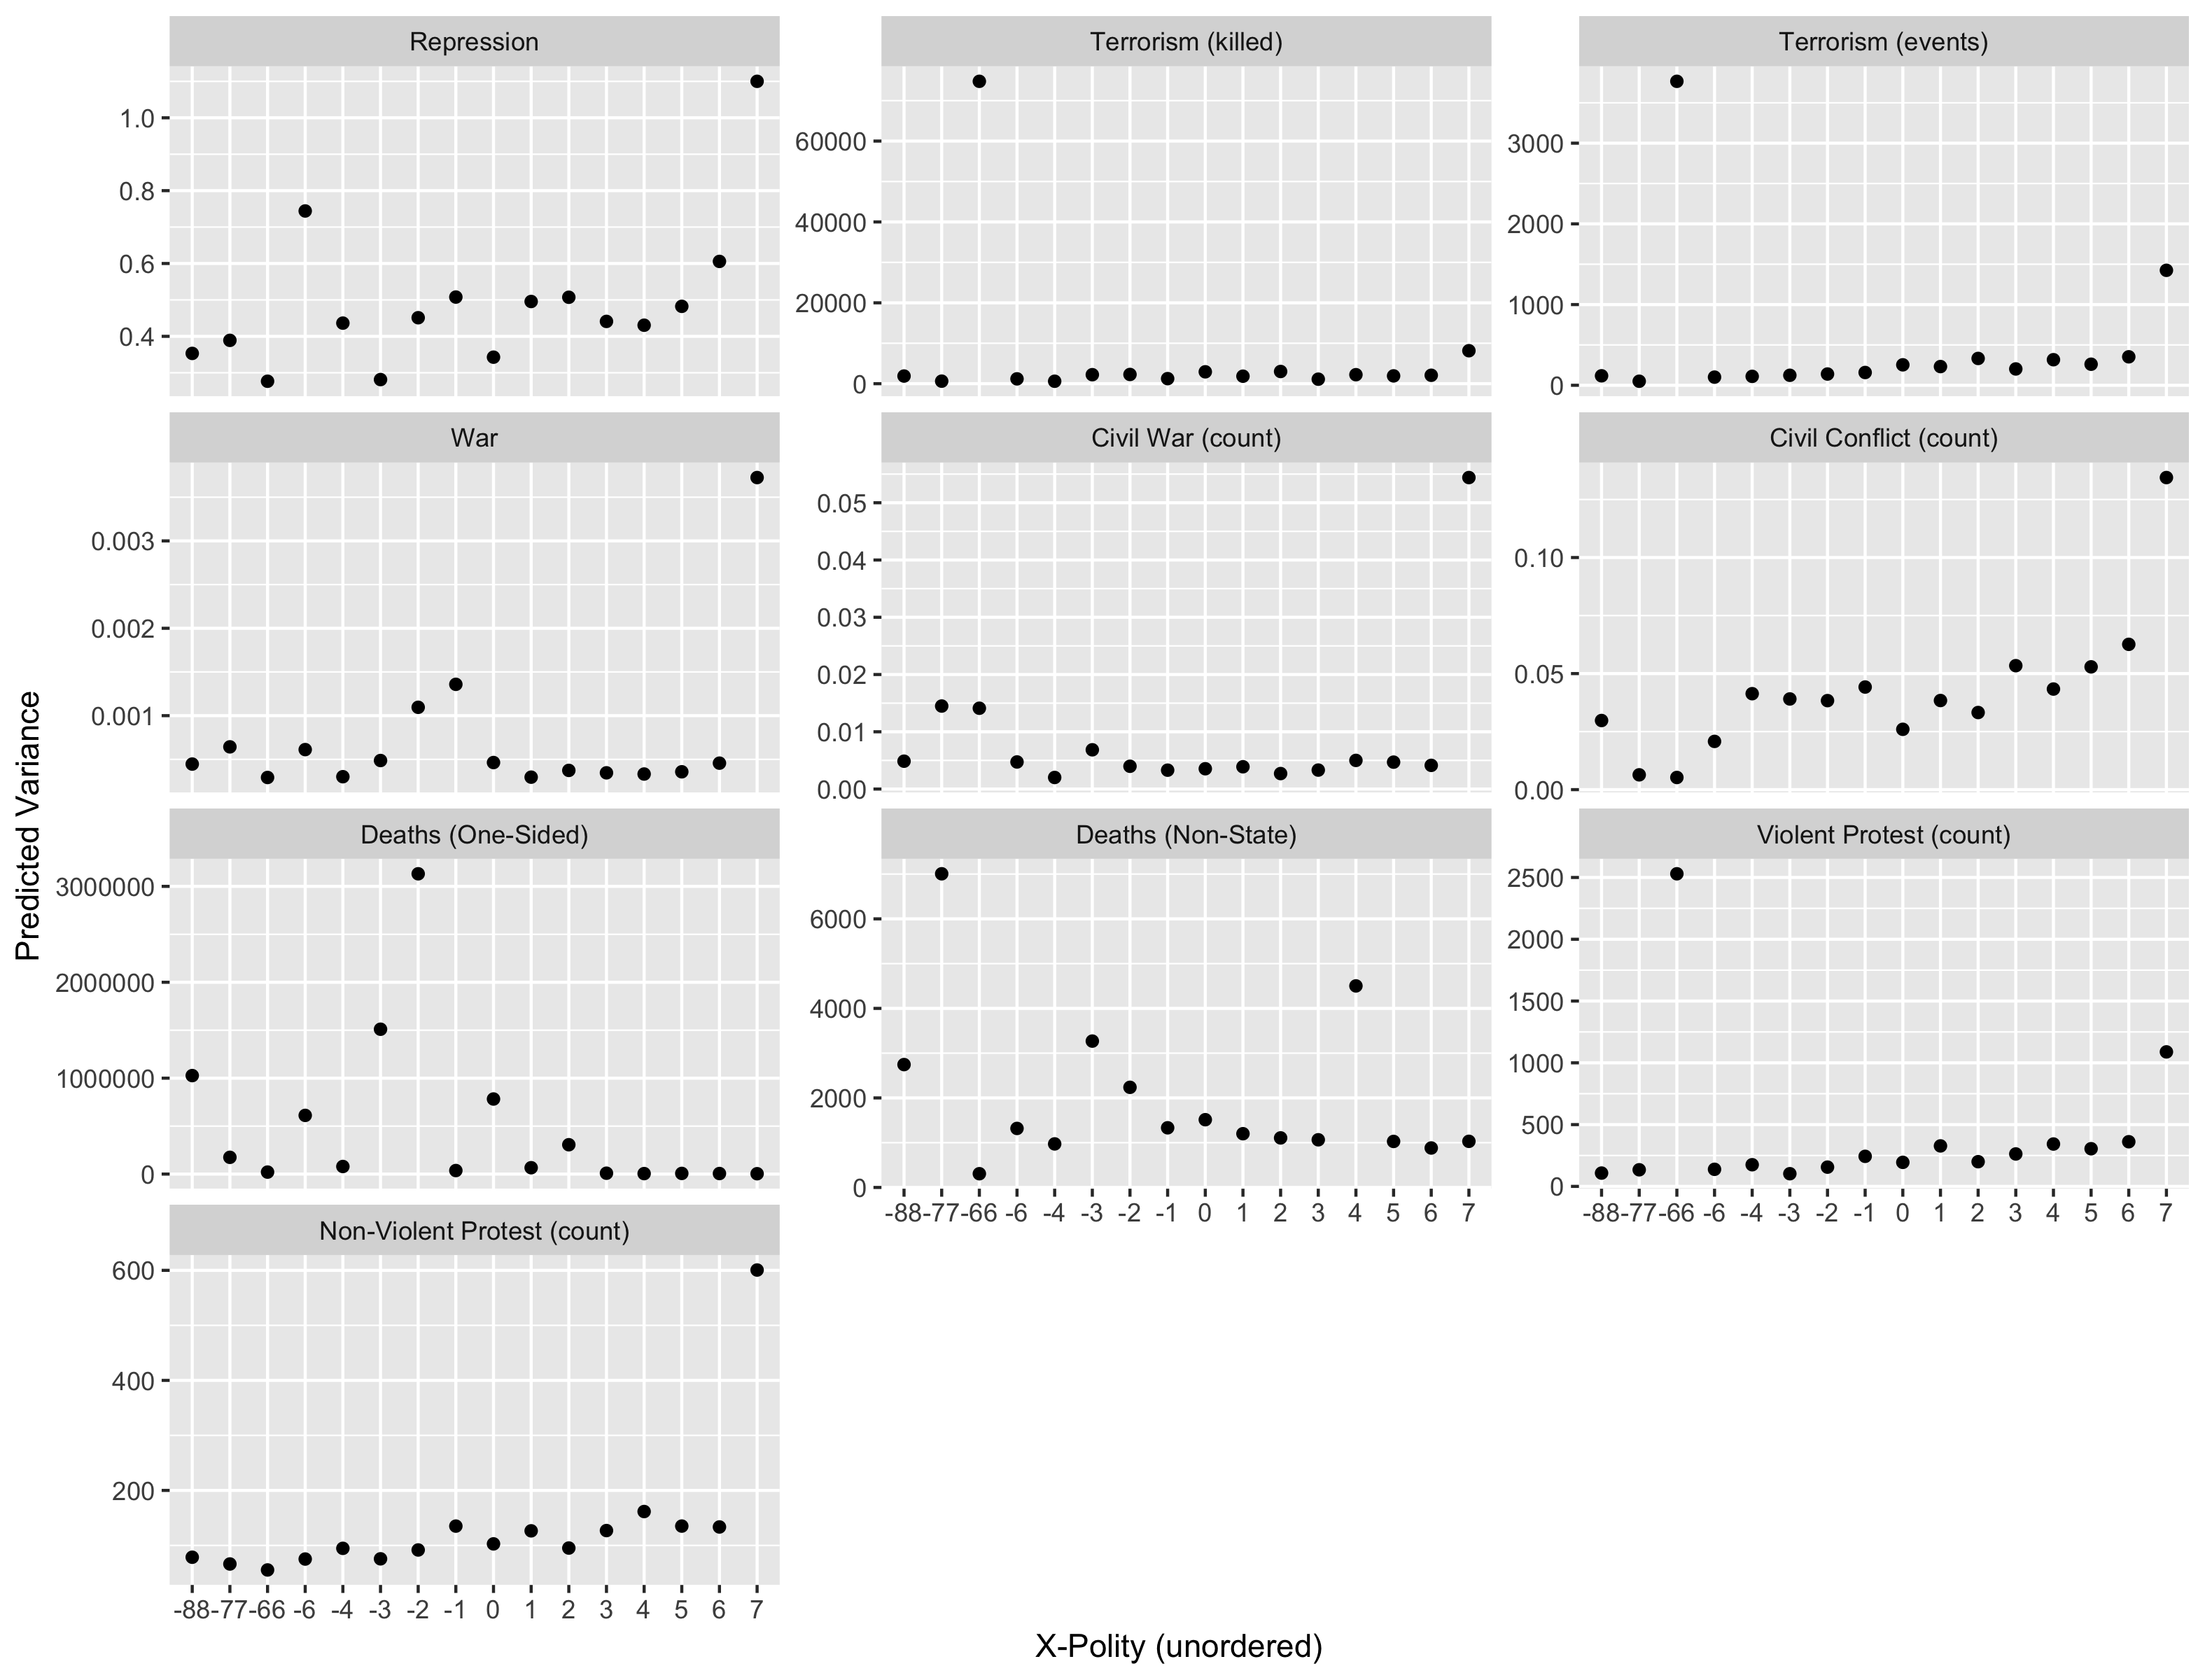 Repression
Terrorism (killed)
Terrorism (events)
1.0
0.8
0.6
0.4
60000
40000
20000
0
3000
2000
1000
0
War
Civil War (count)
Civil Conflict (count)
0.003
0.002
0.001
0.05
0.04
0.03
0.02
0.01
0.00
0.10
0.05
0.00
Predicted Variance
Deaths (One-Sided)
Deaths (Non-State)
Violent Protest (count)
3000000
2000000
1000000
0
6000
4000
2000
0
2500
2000
1500
1000
500
0
-88 -77 -66 -6 -4 -3 -2 -1 0 1 2 3 4 5 6 7
-88 -77 -66 -6 -4 -3 -2 -1 0 1 2 3 4 5 6 7
Non-Violent Protest (count)
600
400
200
-88 -77 -66 -6 -4 -3 -2 -1 0 1 2 3 4 5 6 7
X-Polity (unordered)